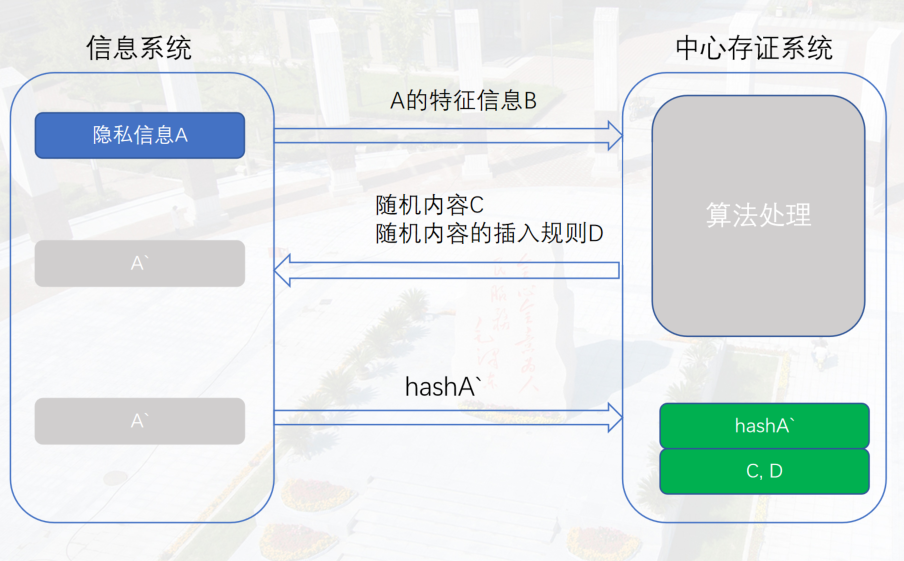 信息系统
中心存证系统
隐私信息A
A的特征信息B
算法处理
随机内容C
随机内容的插入规则D
A`
hashA`
A`
hashA`
C, D